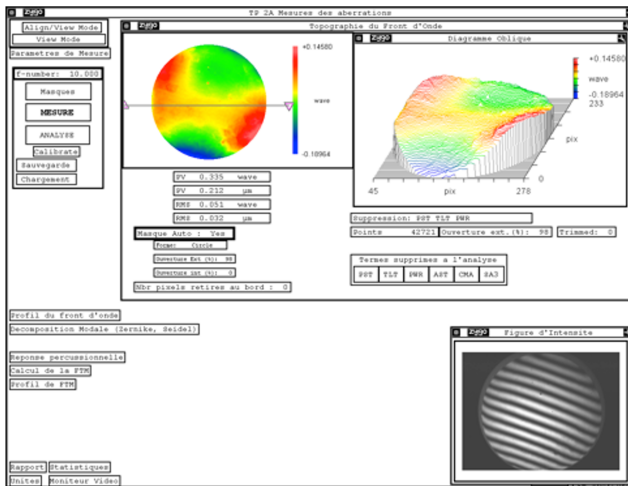 Zygo TP 2A Mesures des aberrations
Align/View Mode
View Mode
Parametres de Mesure
f-number: 10.000
Masques
MESURE
ANALYSE
Calibrate
Sauvegarde
Chargement
Zygo Topographie du Front d'Onde
+0.14580
wave
-0.18964
PV 0.335 wave
PV 0.212 µm
RMS 0.051 wave
RMS 0.032 µm
Masque Auto : Yes
Forme: Circle
Ouverture Ext (%): 98
Ouverture int (%): 0
Nbr pixels retires au bord : 0
Zygo Diagramme Oblique
+0.14580
wave
-0.18964
233
pix
0
45
pix
278
Suppression: PST TLT PWR
Points 42721 Ouverture ext.(%): 98 Trimmed: 0
Termes supprimes a l'analyse
PST TLT PWR AST CMA SA3
Profil du front d'onde
Decomposition Modale (Zernike, Seidel)
Reponse percussionnelle
Calcul de la FTM
Profil de FTM
Zygo Figure d'Intensite
Rapport Statistiques
Unites Moniteur Video